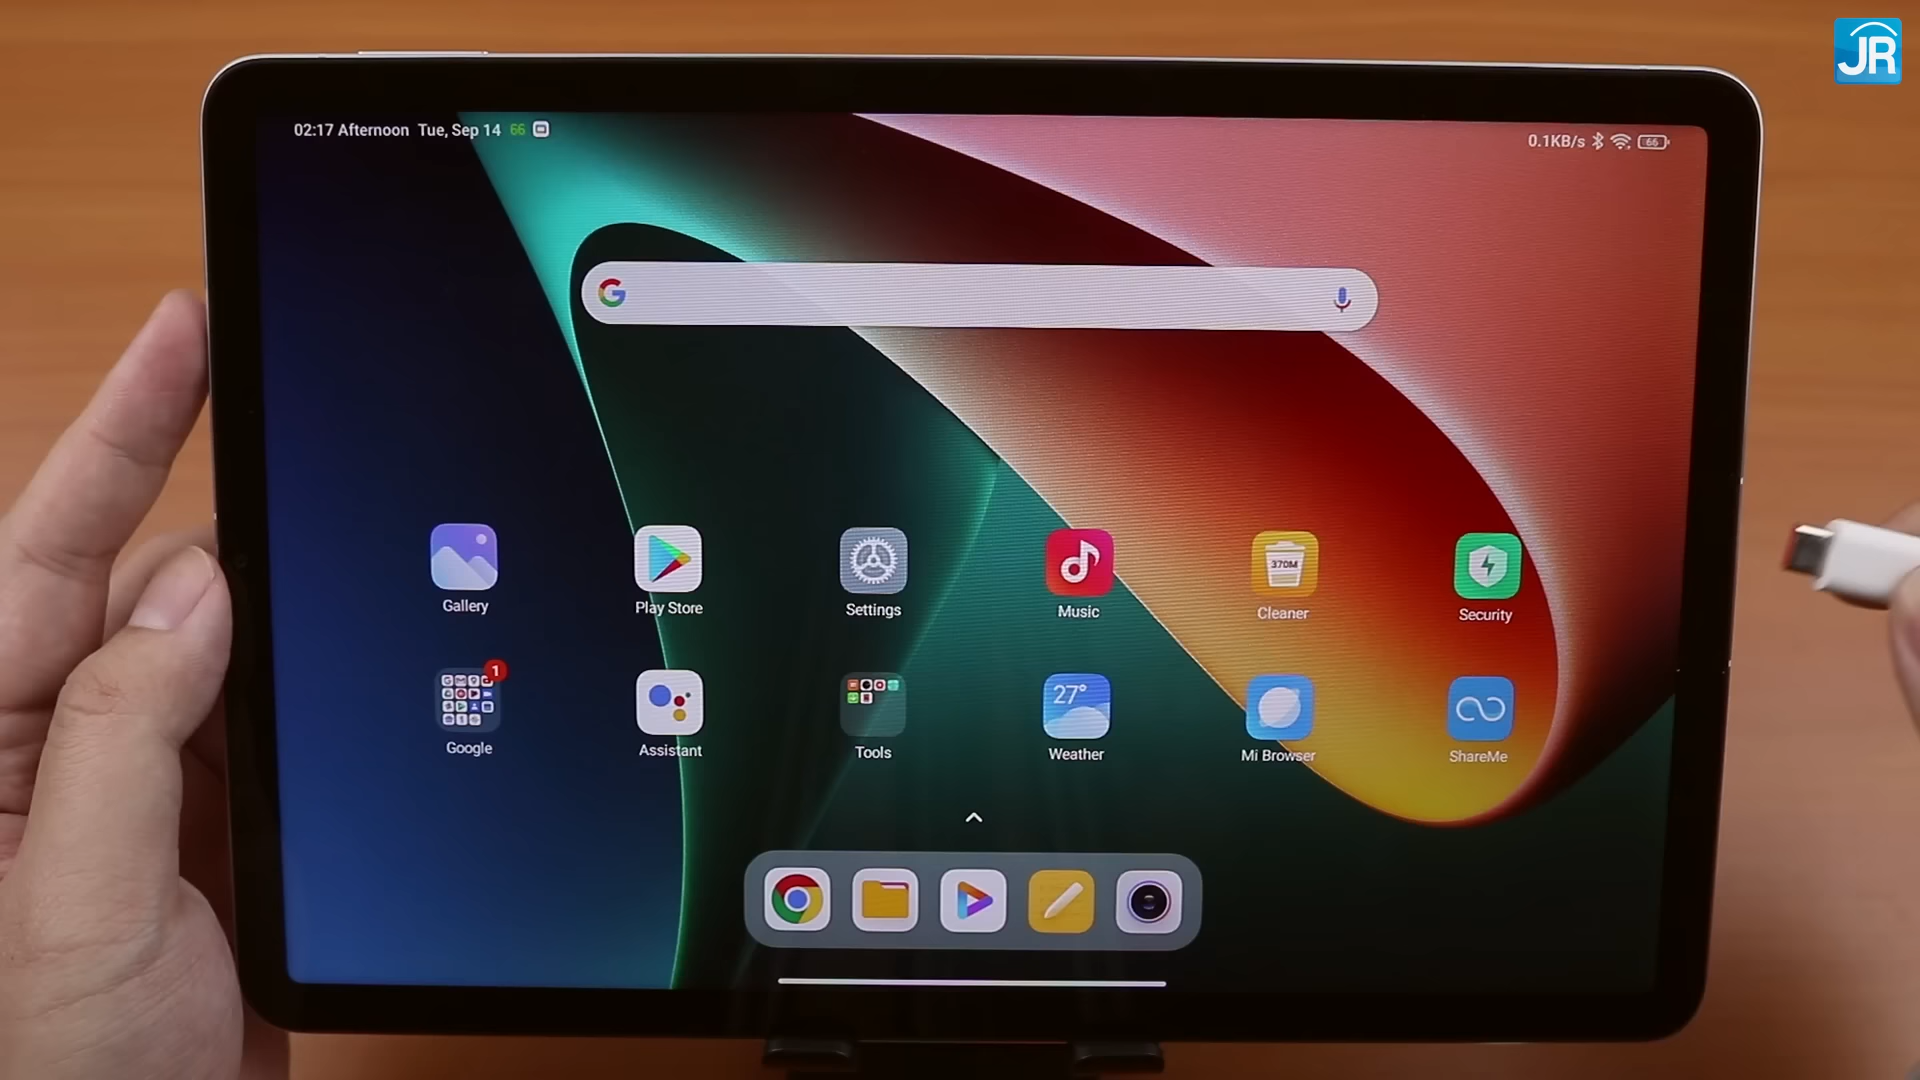 JR
02:17 Afternoon Tue, Sep 14 66
0.1KB/s 66
Gallery
Play Store
Settings
Music
370M
Cleaner
Security
1
Google
Assistant
Tools
27°
Weather
Mi Browser
ShareMe